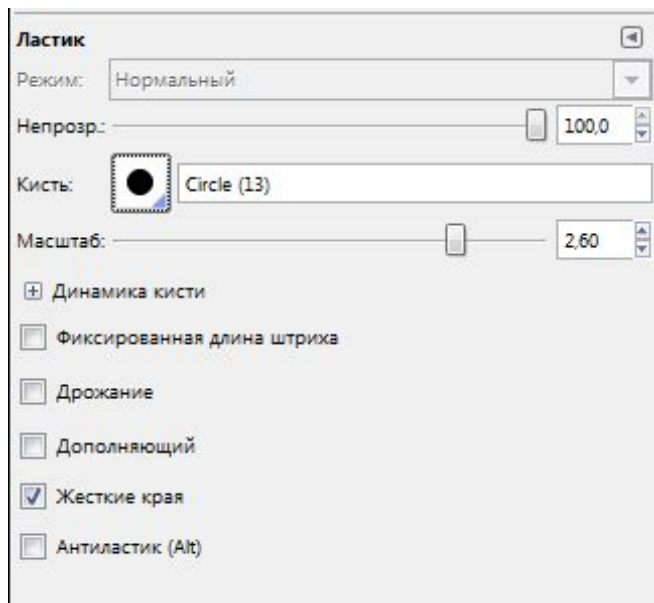 Ластик
Режим: Нормальный
Непрозр.: 100,0
Кисть: Circle (13)
Масштаб: 2,60
Динамика кисти
Фиксированная длина штриха
Дрожание
Дополняющий
Жесткие края
Антиластик (Alt)